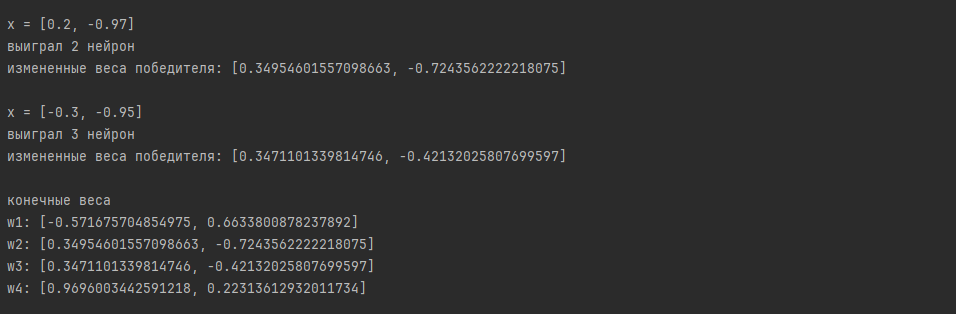 x = [0.2, -0.97]
выиграл 2 нейрон
измененные веса победителя: [0.34954601557098663, -0.7243562222218075]
x = [-0.3, -0.95]
выиграл 3 нейрон
измененные веса победителя: [0.3471101339814746, -0.42132025807699597]
конечные веса
w1: [-0.571675704854975, 0.6633800878237892]
w2: [0.34954601557098663, -0.7243562222218075]
w3: [0.3471101339814746, -0.42132025807699597]
w4: [0.9696003442591218, 0.22313612932011734]